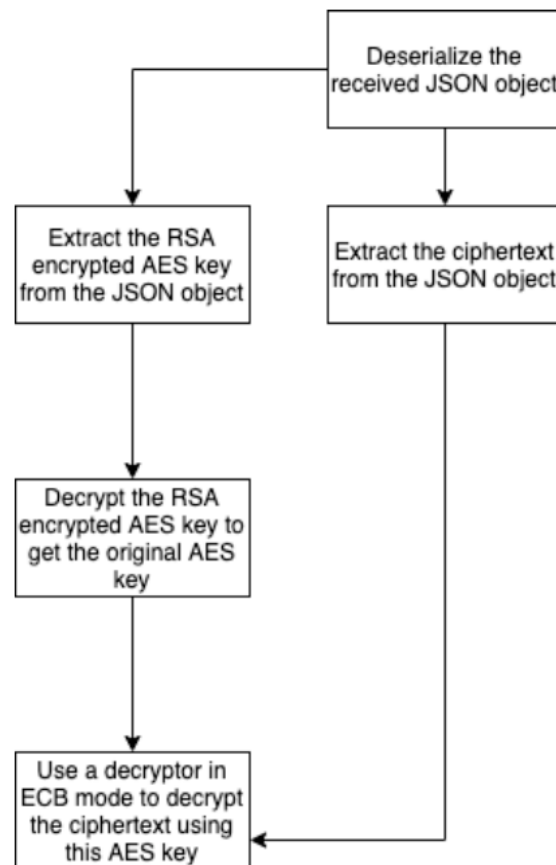 Deserialize the
received JSON object
Extract the RSA
encrypted AES key
from the JSON object
Extract the ciphertext
from the JSON object
Decrypt the RSA
encrypted AES key to
get the original AES
key
Use a decryptor in
ECB mode to decrypt
the ciphertext using
this AES key